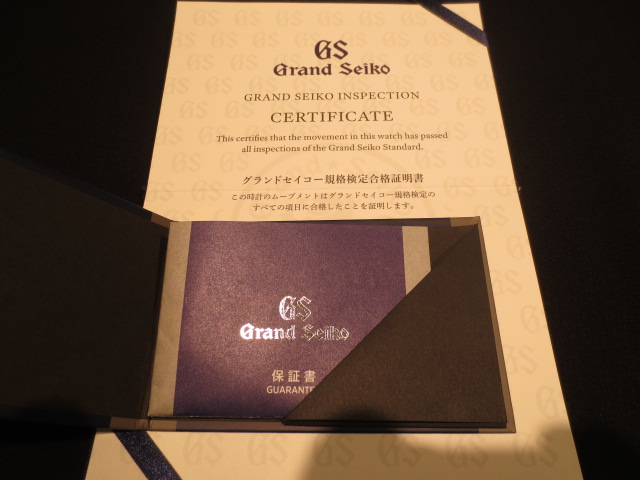 GS
Grand Seiko
GRAND SEIKO INSPECTION
CERTIFICATE
This certifies that the movement in this watch has passed
all inspections of the Grand Seiko Standard.
グランドセイコー規格検定合格証明書
この時計のムーブメントはグランドセイコー規格検定の
すべての項目に合格したことを証明します。
GS
Grand Seiko
保証書
GUARANTE